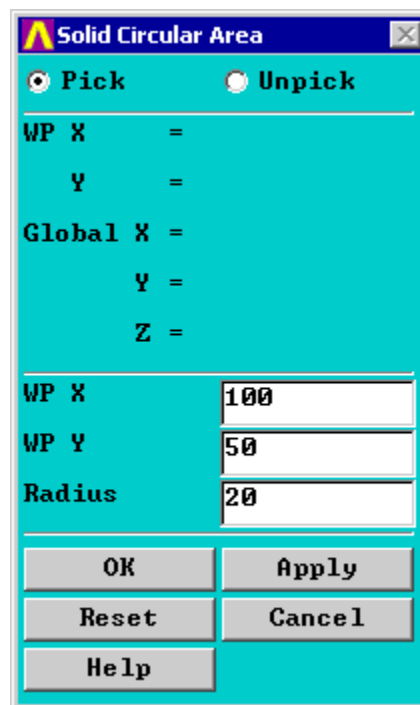 Solid Circular Area
Pick Unpick
WP X =
Y =
Global X =
Y =
Z =
WP X 100
WP Y 50
Radius 20
OK Apply
Reset Cancel
Help